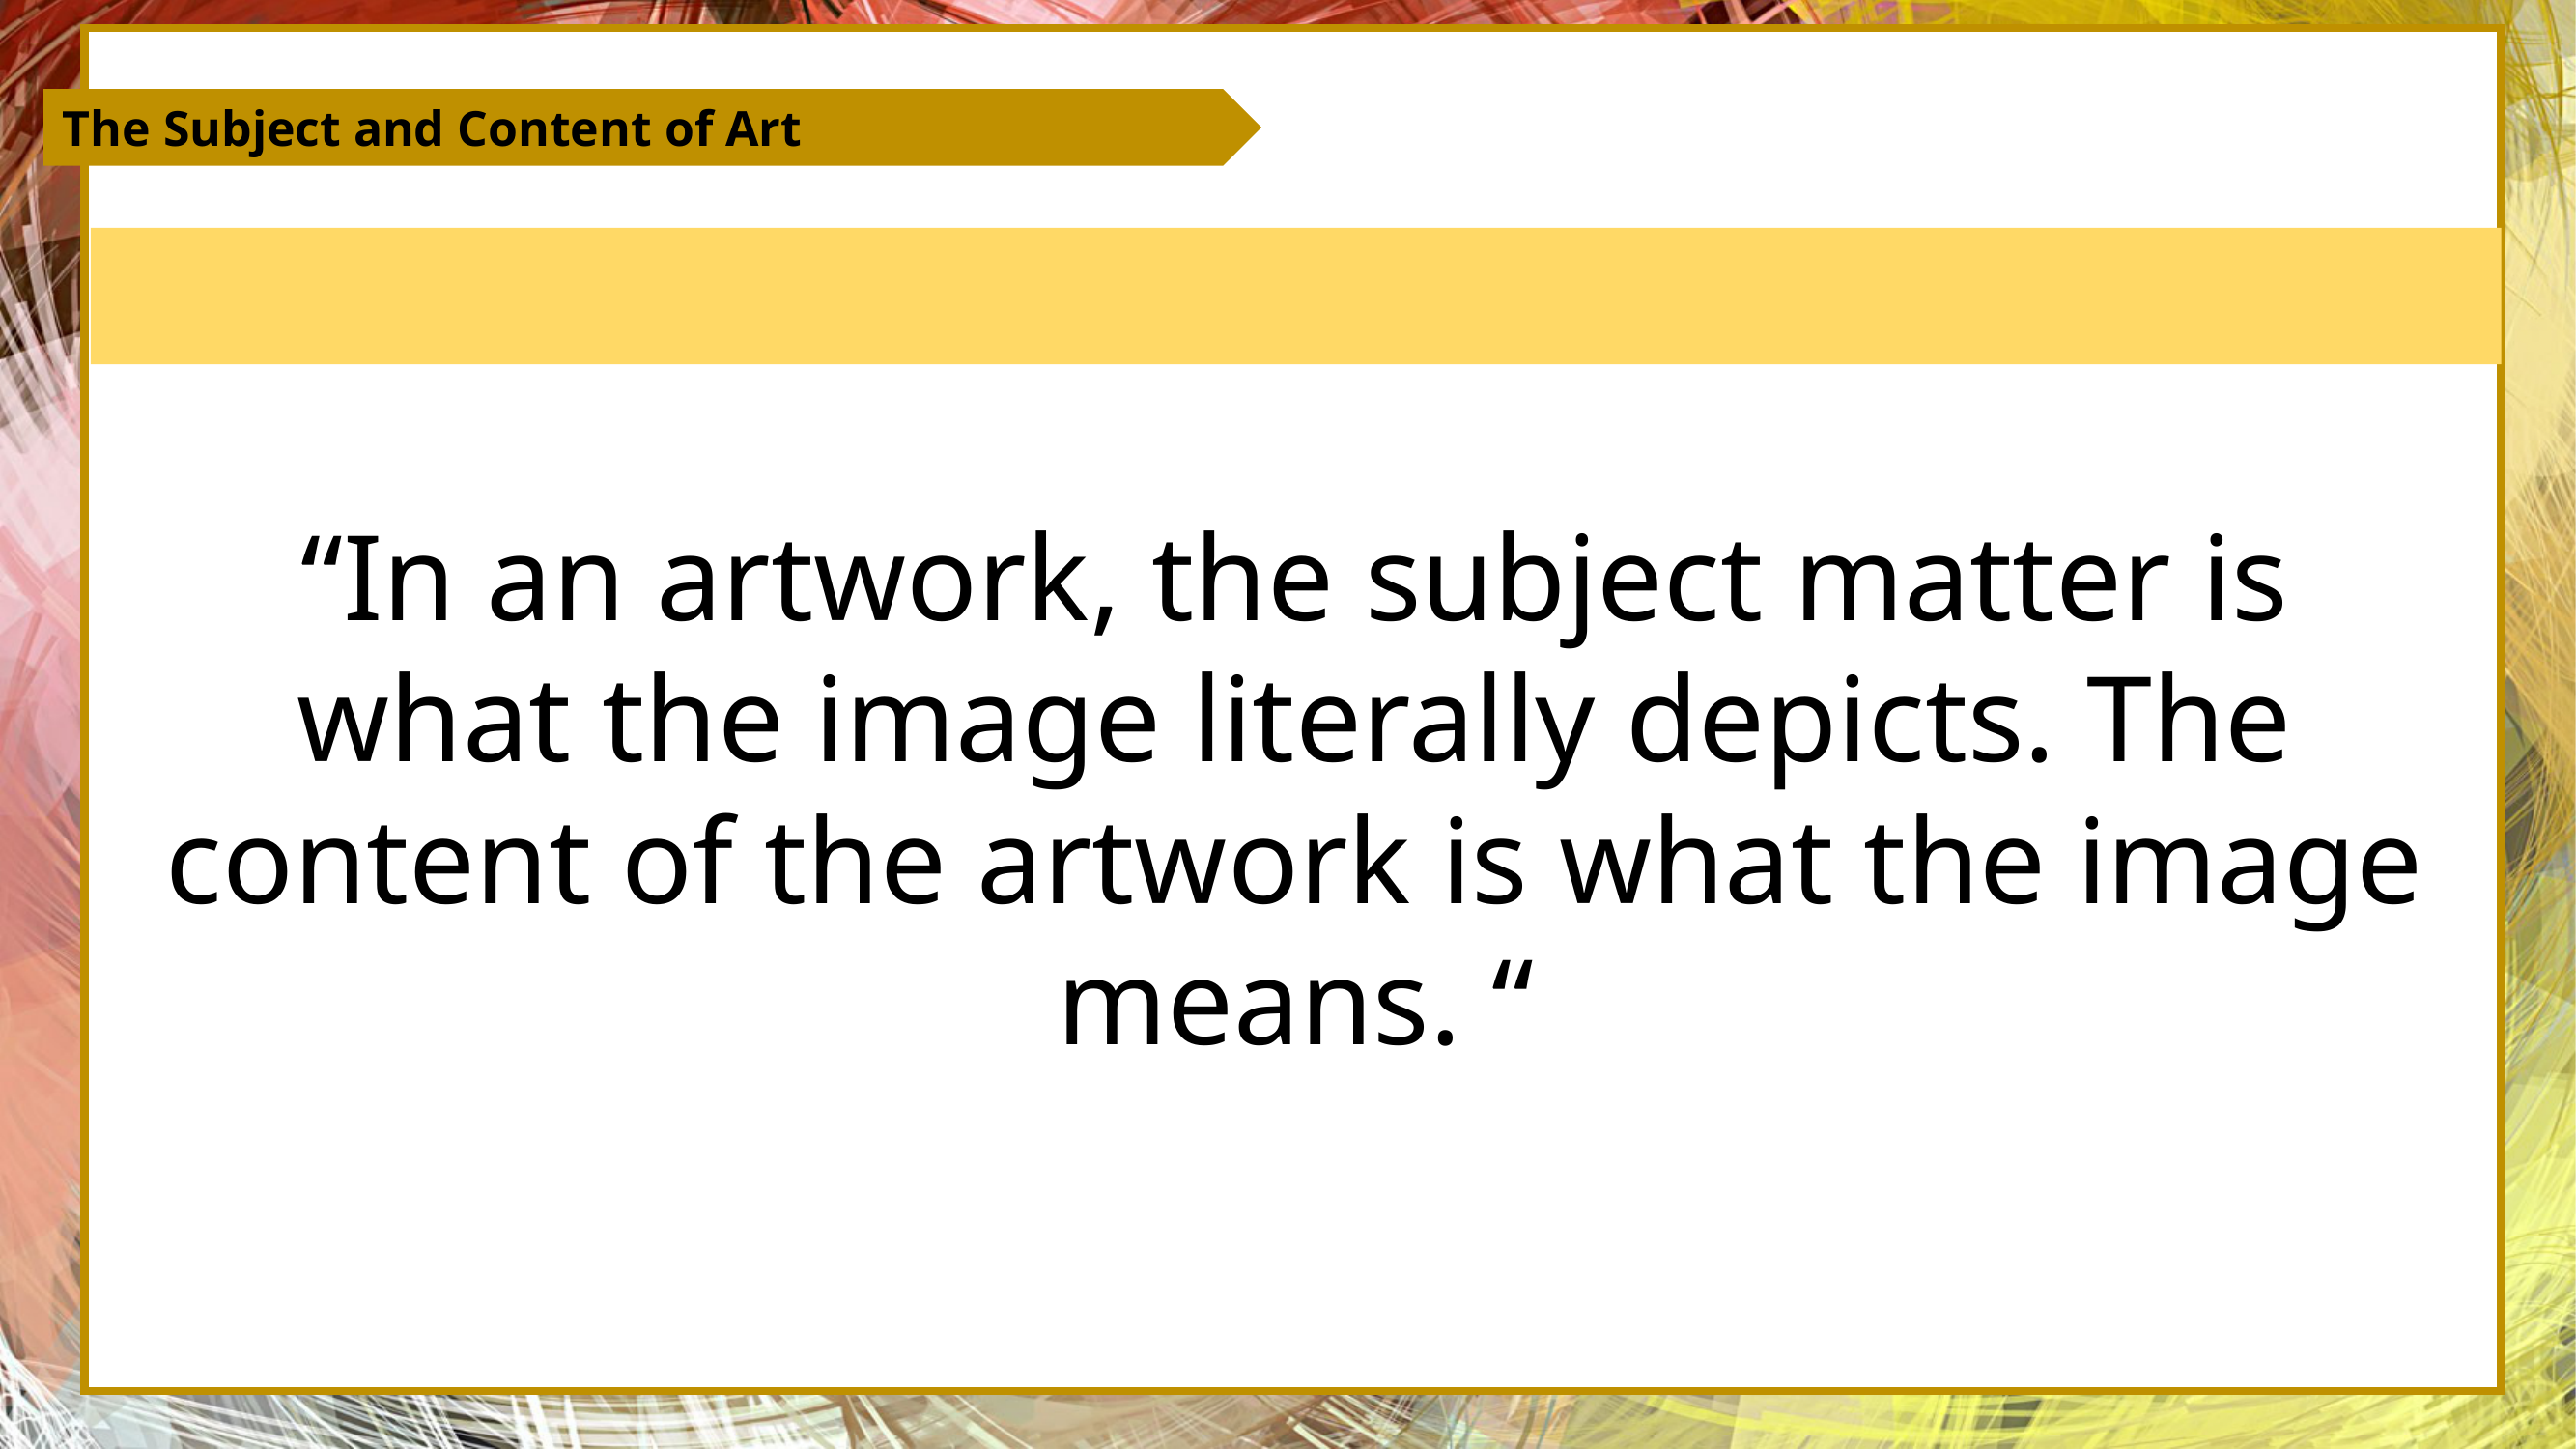 The Subject and Content of Art
“In an artwork, the subject matter is
what the image literally depicts. The
content of the artwork is what the image
means. “